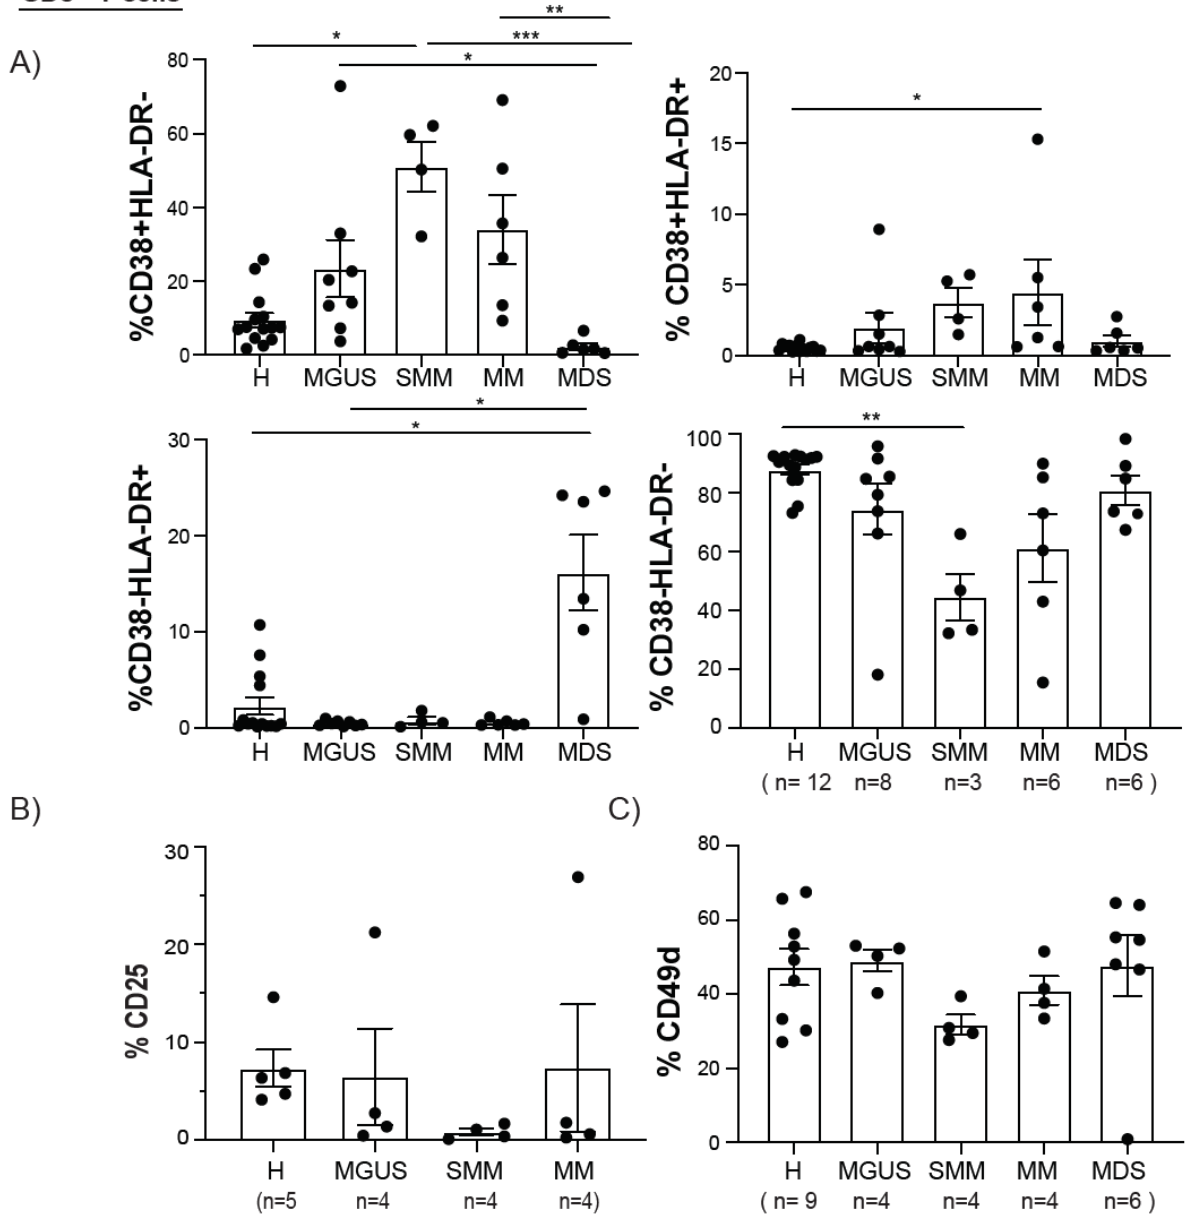 A)
**
*
***
*
80
60
40
20
0
%CD38+HLA-DR-
H MGUS SMM MM MDS
*
20
15
10
5
0
% CD38+HLA-DR+
H MGUS SMM MM MDS
*
*
30
20
10
0
%CD38-HLA-DR+
H MGUS SMM MM MDS
**
100
80
60
40
20
0
% CD38-HLA-DR-
H MGUS SMM MM MDS
( n= 12 n=8 n=3 n=6 n=6 )
B)
30
20
10
0
% CD25
H MGUS SMM MM
(n=5 n=4 n=4 n=4)
C)
80
60
40
20
0
% CD49d
H MGUS SMM MM MDS
( n= 9 n=4 n=4 n=4 n=6 )